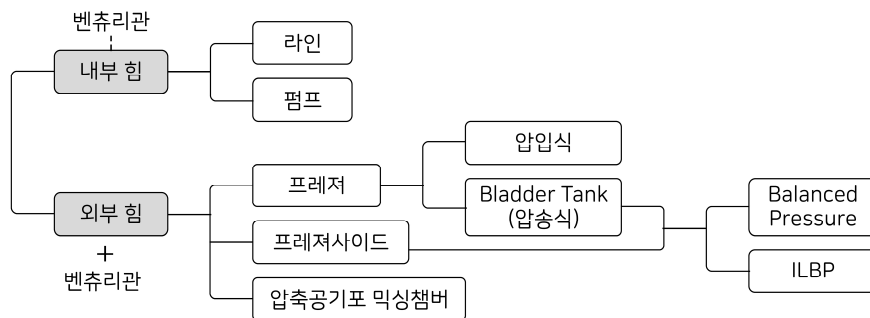 벤츄리관
내부 힘
라인
펌프
외부 힘
+
벤츄리관
프레져
프레져사이드
압축공기포 믹싱챔버
압입식
Bladder Tank
(압송식)
Balanced
Pressure
ILBP